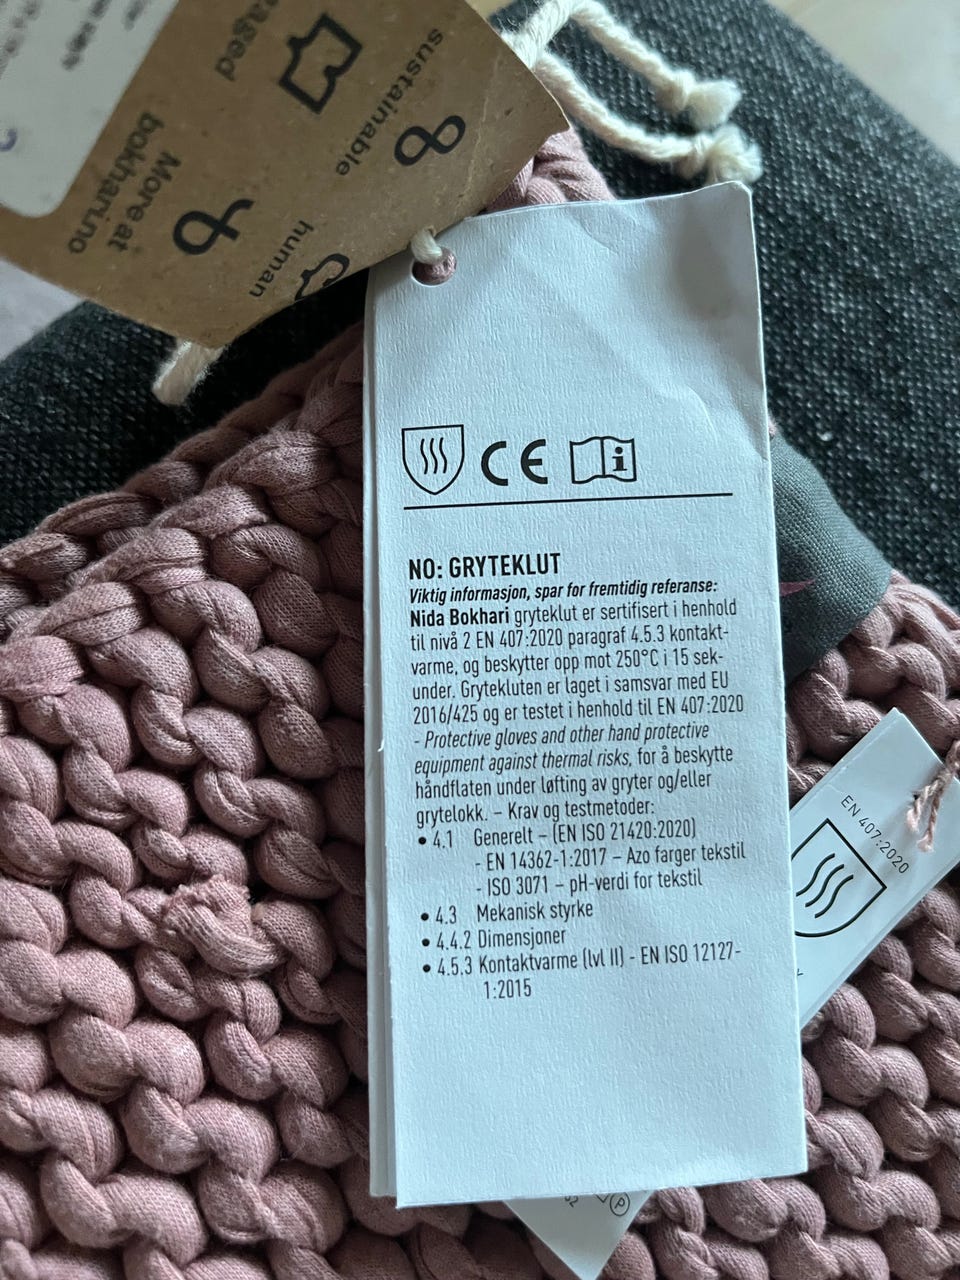 sustainable
human
More at
bokhari.no
CE
NO: GRYTEKLUT
Viktig informasjon, spar for fremtidig referanse:
Nida Bokhari gryteklut er sertifisert i henhold
til nivå 2 EN 407:2020 paragraf 4.5.3 kontakt-
varme, og beskytter opp mot 250°C i 15 sek-
under. Grytekluten er laget i samsvar med EU
2016/425 og er testet i henhold til EN 407:2020
- Protective gloves and other hand protective
equipment against thermal risks, for å beskytte
håndflaten under løfting av gryter og/eller
grytelokk. – Krav og testmetoder:
• 4.1 Generelt – (EN ISO 21420:2020)
- EN 14362-1:2017 – Azo farger tekstil
- ISO 3071 – pH-verdi for tekstil
• 4.3 Mekanisk styrke
• 4.4.2 Dimensjoner
• 4.5.3 Kontaktvarme (lvl II) - EN ISO 12127-
1:2015
EN 407:2020
P